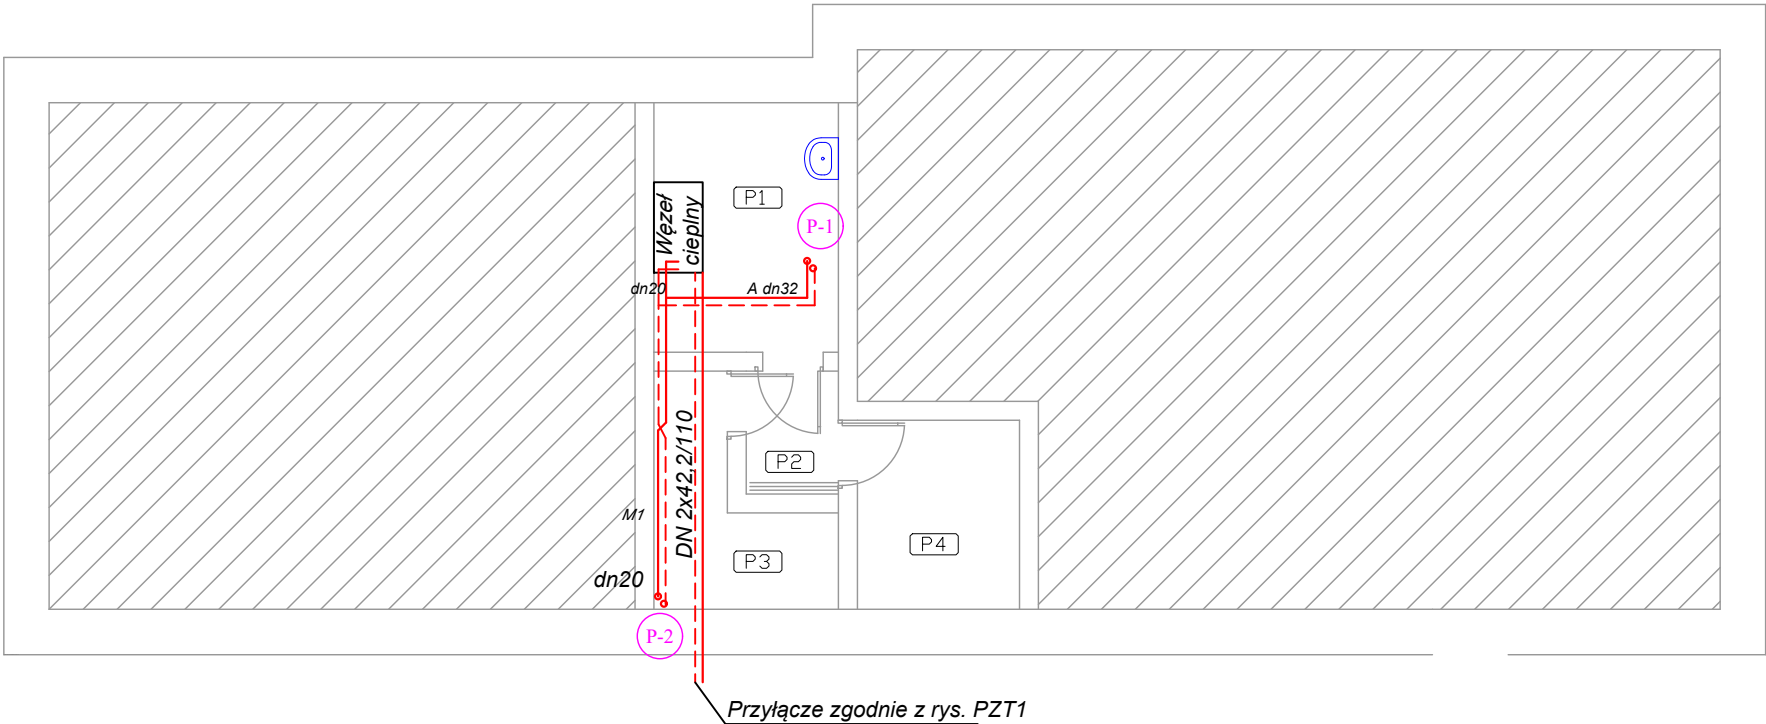 Węzeł
cieplny
P1
P-1
dn20
A dn32
DN 2x42,2/110
P2
M1
P3
P4
dn20
P-2
Przyłącze zgodnie z rys. PZT1